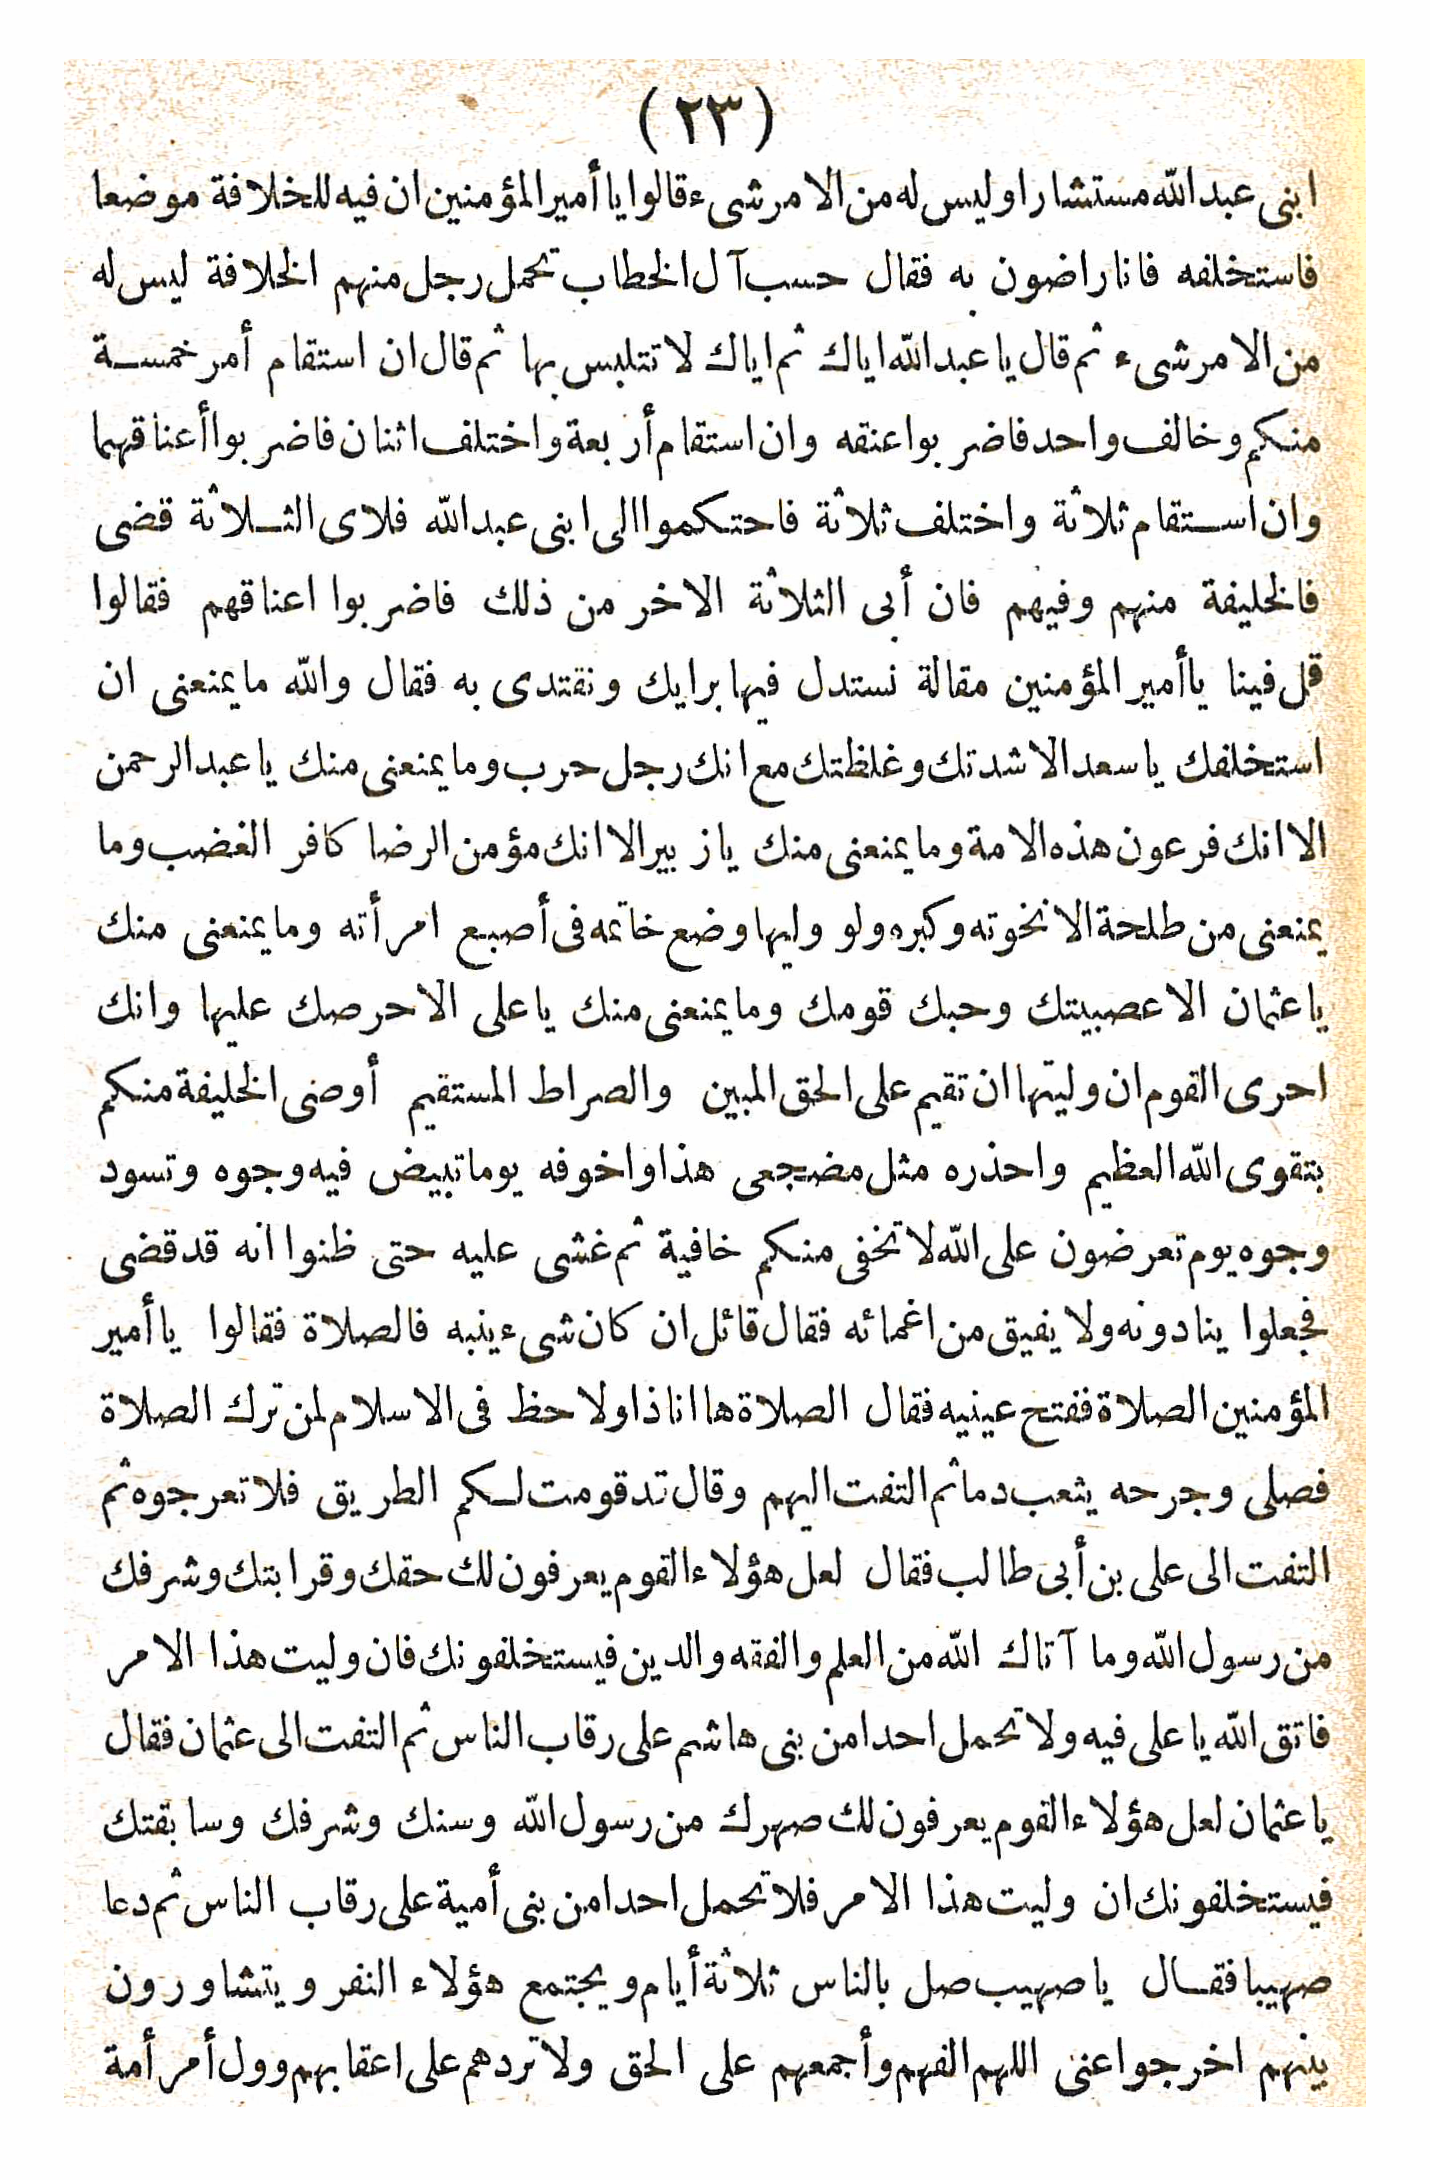 (٢٣)
ابنى عبد الله مستشارا وليس له من الامر شىء قالوا يا أمير المؤمنين ان فيه للخلافة موضعا
فاستخلفه فانا راضون به فقال حسب آل الخطاب تحمل رجل منهم الخلافة ليس له
من الامر شىء ثم قال يا عبد الله اياك ثم اياك لا تتلبس بها ثم قال ان استقام أمر خمسة
منكم وخالف واحد فاضربوا عنقه وان استقام أربعة واختلف اثنان فاضربوا أعناقهما
وان استقام ثلاثة واختلف ثلاثة فاحتكموا الى ابنى عبد الله فلاى الثلاثة قضى
فالخليفة منهم وفيهم فان أبى الثلاثة الاخر من ذلك فاضربوا اعناقهم فقالوا
قل فينا يا أمير المؤمنين مقالة نستدل فيها برايك ونقتدى به فقال والله ما يمنعنى ان
استخلفك يا سعد الا شدتك وغلظتك مع انك رجل حرب وما يمنعنى منك يا عبد الرحمن
الا انك فرعون هذه الامة وما يمنعنى منك يا زبير الا انك مؤمن الرضا كافر الغضب وما
يمنعنى من طلحة الا نخوته وكبره ولو وليها وضع خاتمه فى أصبع امرأته وما يمنعنى منك
يا عثمان الا عصبيتك وحبك قومك وما يمنعنى منك يا على الا حرصك عليها وانك
احرى القوم ان وليتها ان تقيم على الحق المبين والصراط المستقيم أوصى الخليفة منكم
بتقوى الله العظيم واحذره مثل مضجعى هذا واخوفه يوما تبيض فيه وجوه وتسود
وجوه يوم تعرضون على الله لا تخفى منكم خافية ثم غشى عليه حتى ظنوا انه قد قضى
فجعلوا ينادونه ولا يفيق من اغمائه فقال قائل ان كان شىء ينبه فالصلاة فقالوا يا أمير
المؤمنين الصلاة ففتح عينيه فقال الصلاة ها انا ذا ولا حظ فى الاسلام لمن ترك الصلاة
فصلى وجرحه يثعب دما ثم التفت اليهم وقال قد قومت لكم الطريق فلا تعرجوه ثم
التفت الى على بن أبى طالب فقال لعل هؤلاء القوم يعرفون لك حقك وقرابتك وشرفك
من رسول الله وما آتاك الله من العلم والفقه والدين فيستخلفونك فان وليت هذا الامر
فاتق الله يا على فيه ولا تحمل احدا من بنى هاشم على رقاب الناس ثم التفت الى عثمان فقال
يا عثمان لعل هؤلاء القوم يعرفون لك صهرك من رسول الله وسنك وشرفك وسابقتك
فيستخلفونك ان وليت هذا الامر فلا تحمل احدا من بنى أمية على رقاب الناس ثم دعا
صهيبا فقال يا صهيب صل بالناس ثلاثة أيام ويجتمع هؤلاء النفر ويتشاورون
بينهم اخرجوا عنى اللهم الفهم وأجمعهم على الحق ولا تردهم على اعقابهم وول أمر أمة